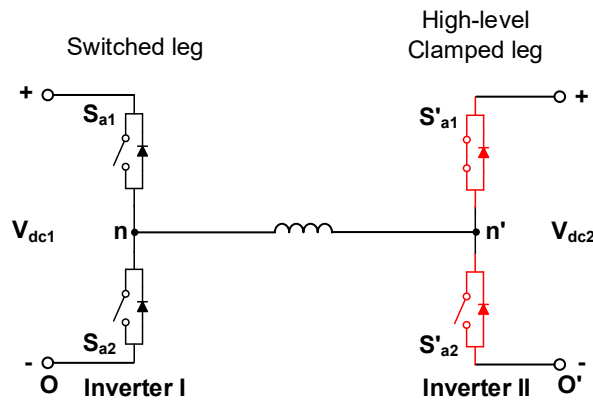 High-level
Switched leg
Clamped leg
+
+
Sa1
S'a1
Vdc1
n
n'
Vdc2
Sa2
S'a2
-
-
O
Inverter I
Inverter II
O'